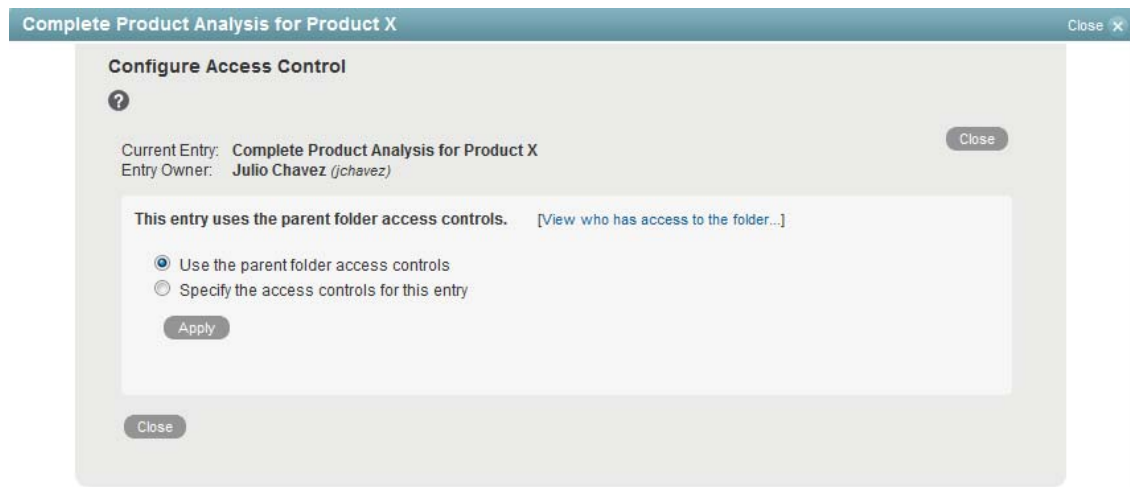 Complete Product Analysis for Product X Close
Configure Access Control
?
Close
Current Entry: Complete Product Analysis for Product X
Entry Owner: Julio Chavez (jchavez)
This entry uses the parent folder access controls. [View who has access to the folder...]
Use the parent folder access controls
Specify the access controls for this entry
Apply
Close